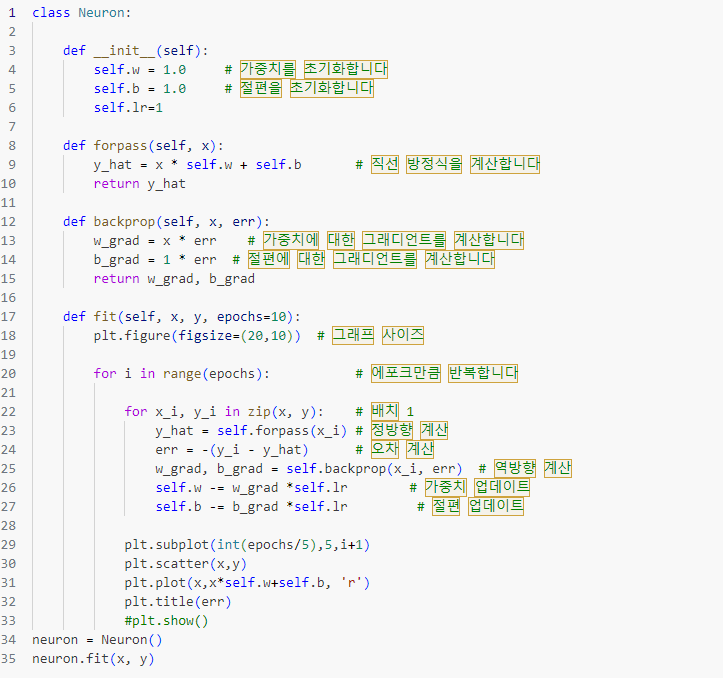 1 class Neuron:
2
3     def __init__(self):
4         self.w = 1.0     # 가중치를 초기화합니다
5         self.b = 1.0     # 절편을 초기화합니다
6         self.lr=1
7
8     def forpass(self, x):
9         y_hat = x * self.w + self.b       # 직선 방정식을 계산합니다
10         return y_hat
11
12     def backprop(self, x, err):
13         w_grad = x * err    # 가중치에 대한 그래디언트를 계산합니다
14         b_grad = 1 * err  # 절편에 대한 그래디언트를 계산합니다
15         return w_grad, b_grad
16
17     def fit(self, x, y, epochs=10):
18         plt.figure(figsize=(20,10))  # 그래프 사이즈
19
20         for i in range(epochs):           # 에포크만큼 반복합니다
21
22             for x_i, y_i in zip(x, y):    # 배치 1
23                 y_hat = self.forpass(x_i) # 정방향 계산
24                 err = -(y_i - y_hat)      # 오차 계산
25                 w_grad, b_grad = self.backprop(x_i, err)  # 역방향 계산
26                 self.w -= w_grad *self.lr        # 가중치 업데이트
27                 self.b -= b_grad *self.lr         # 절편 업데이트
28
29             plt.subplot(int(epochs/5),5,i+1)
30             plt.scatter(x,y)
31             plt.plot(x,x*self.w+self.b, 'r')
32             plt.title(err)
33             #plt.show()
34 neuron = Neuron()
35 neuron.fit(x, y)